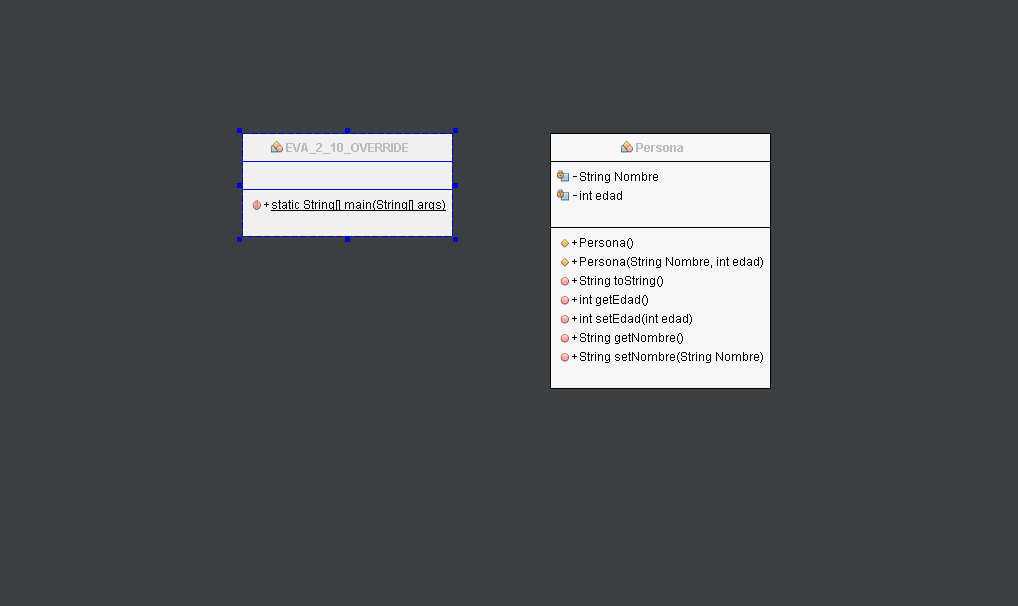 EVA_2_10_OVERRIDE
+static String[] main(String[] args)
Persona
-String Nombre
-int edad
+Persona()
+Persona(String Nombre, int edad)
+String toString()
+int getEdad()
+int setEdad(int edad)
+String getNombre()
+String setNombre(String Nombre)